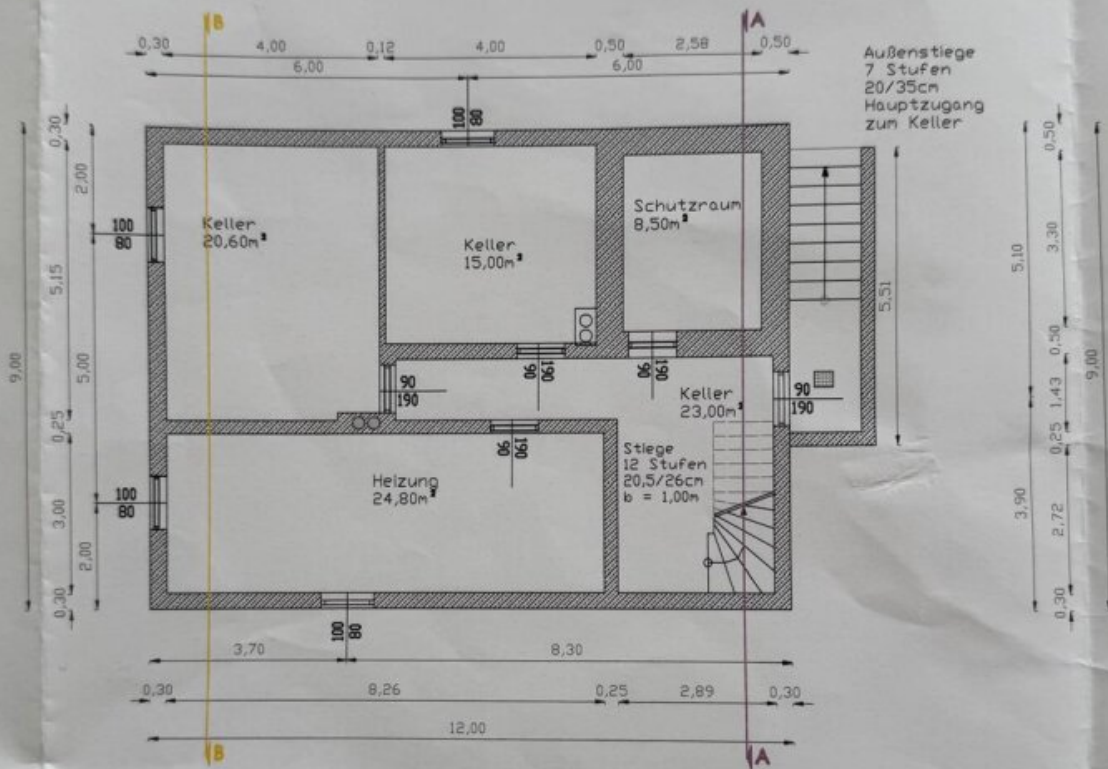 B
A
0,30
4,00
0,12
4,00
0,50
2,58
0,50
6,00
6,00
Außenstiege
7 Stufen
20/35cm
Hauptzugang
zum Keller
100
80
9,00
0,30
5,15
0,25
3,00
0,30
2,00
5,00
2,00
100
80
100
80
Keller
20,60m²
Keller
15,00m²
Schutzraum
8,50m²
90
190
90
190
90
190
Keller
23,00m²
90
190
90
190
Stiege
12 Stufen
20,5/26cm
b = 1,00m
Heizung
24,80m²
5,51
5,10
3,90
0,50
3,30
0,50
1,43
0,25
2,72
0,30
9,00
100
80
3,70
8,30
0,30
8,26
0,25
2,89
0,30
12,00
B
A